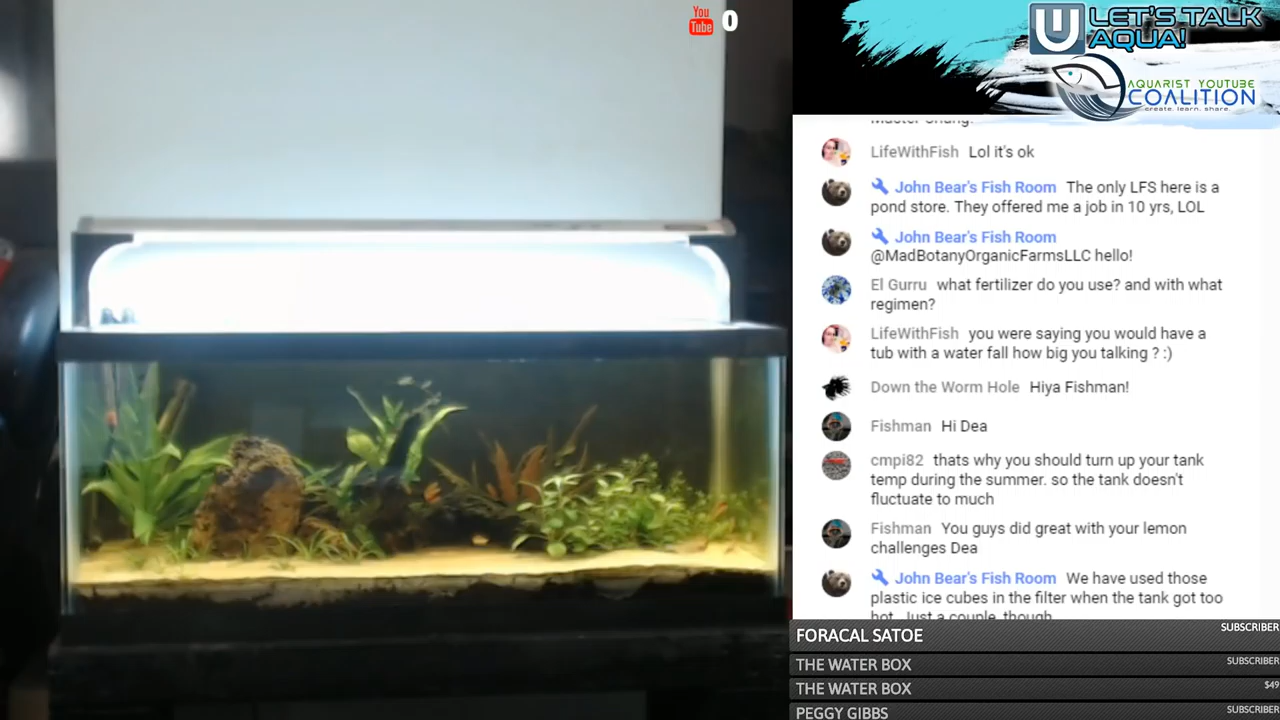 You
Tube 0
LET'S TALK
AQUA!
AQUARIST YOUTUBE
COALITION
create. learn. share.
LifeWithFish Lol it's ok
John Bear's Fish Room The only LFS here is a
pond store. They offered me a job in 10 yrs, LOL
John Bear's Fish Room
@MadBotanyOrganicFarmsLLC hello!
El Gurru what fertilizer do you use? and with what
regimen?
LifeWithFish you were saying you would have a
tub with a water fall how big you talking ? :)
Down the Worm Hole Hiya Fishman!
Fishman Hi Dea
cmpi82 thats why you should turn up your tank
temp during the summer. so the tank doesn't
fluctuate to much
Fishman You guys did great with your lemon
challenges Dea
John Bear's Fish Room We have used those
plastic ice cubes in the filter when the tank got too
hot. Just a couple, though
FORACAL SATOE SUBSCRIBER
THE WATER BOX SUBSCRIBER
THE WATER BOX $49
PEGGY GIBBS SUBSCRIBER